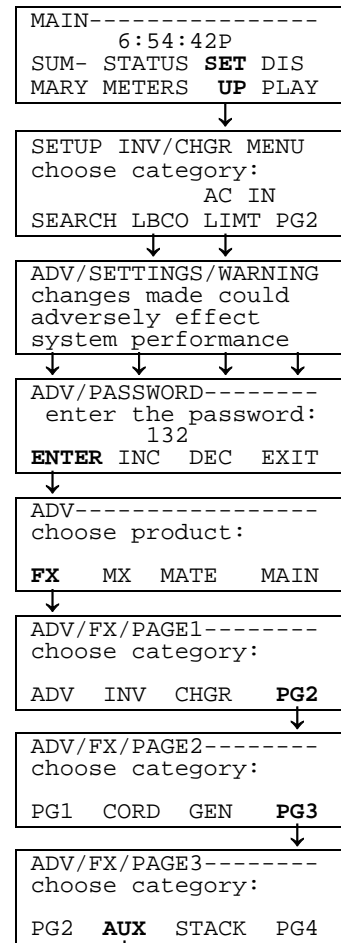 MAIN-----------------
6:54:42P
SUM- STATUS SET DIS
MARY METERS UP PLAY
SETUP INV/CHGR MENU
choose category:
AC IN
SEARCH LBCO LIMT PG2
ADV/SETTINGS/WARNING
changes made could
adversely effect
system performance
ADV/PASSWORD--------
enter the password:
132
ENTER INC DEC EXIT
ADV-----------------
choose product:
FX MX MATE MAIN
ADV/FX/PAGE1--------
choose category:
ADV INV CHGR PG2
ADV/FX/PAGE2--------
choose category:
PG1 CORD GEN PG3
ADV/FX/PAGE3--------
choose category:
PG2 AUX STACK PG4